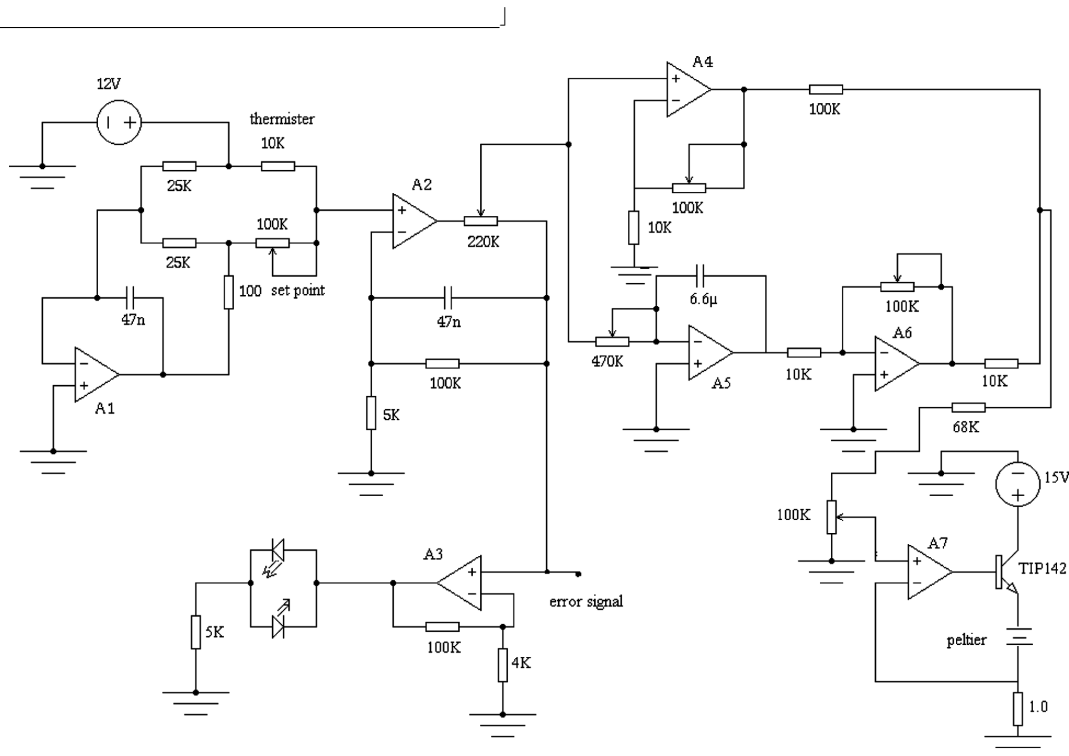 12V
thermister
10K
25K
25K
100K
set point
100
47n
A1
A2
220K
47n
100K
5K
A3
error signal
100K
4K
5K
A4
100K
100K
10K
6.6μ
470K
A5
10K
100K
A6
10K
68K
15V
100K
A7
TIP142
peltier
1.0